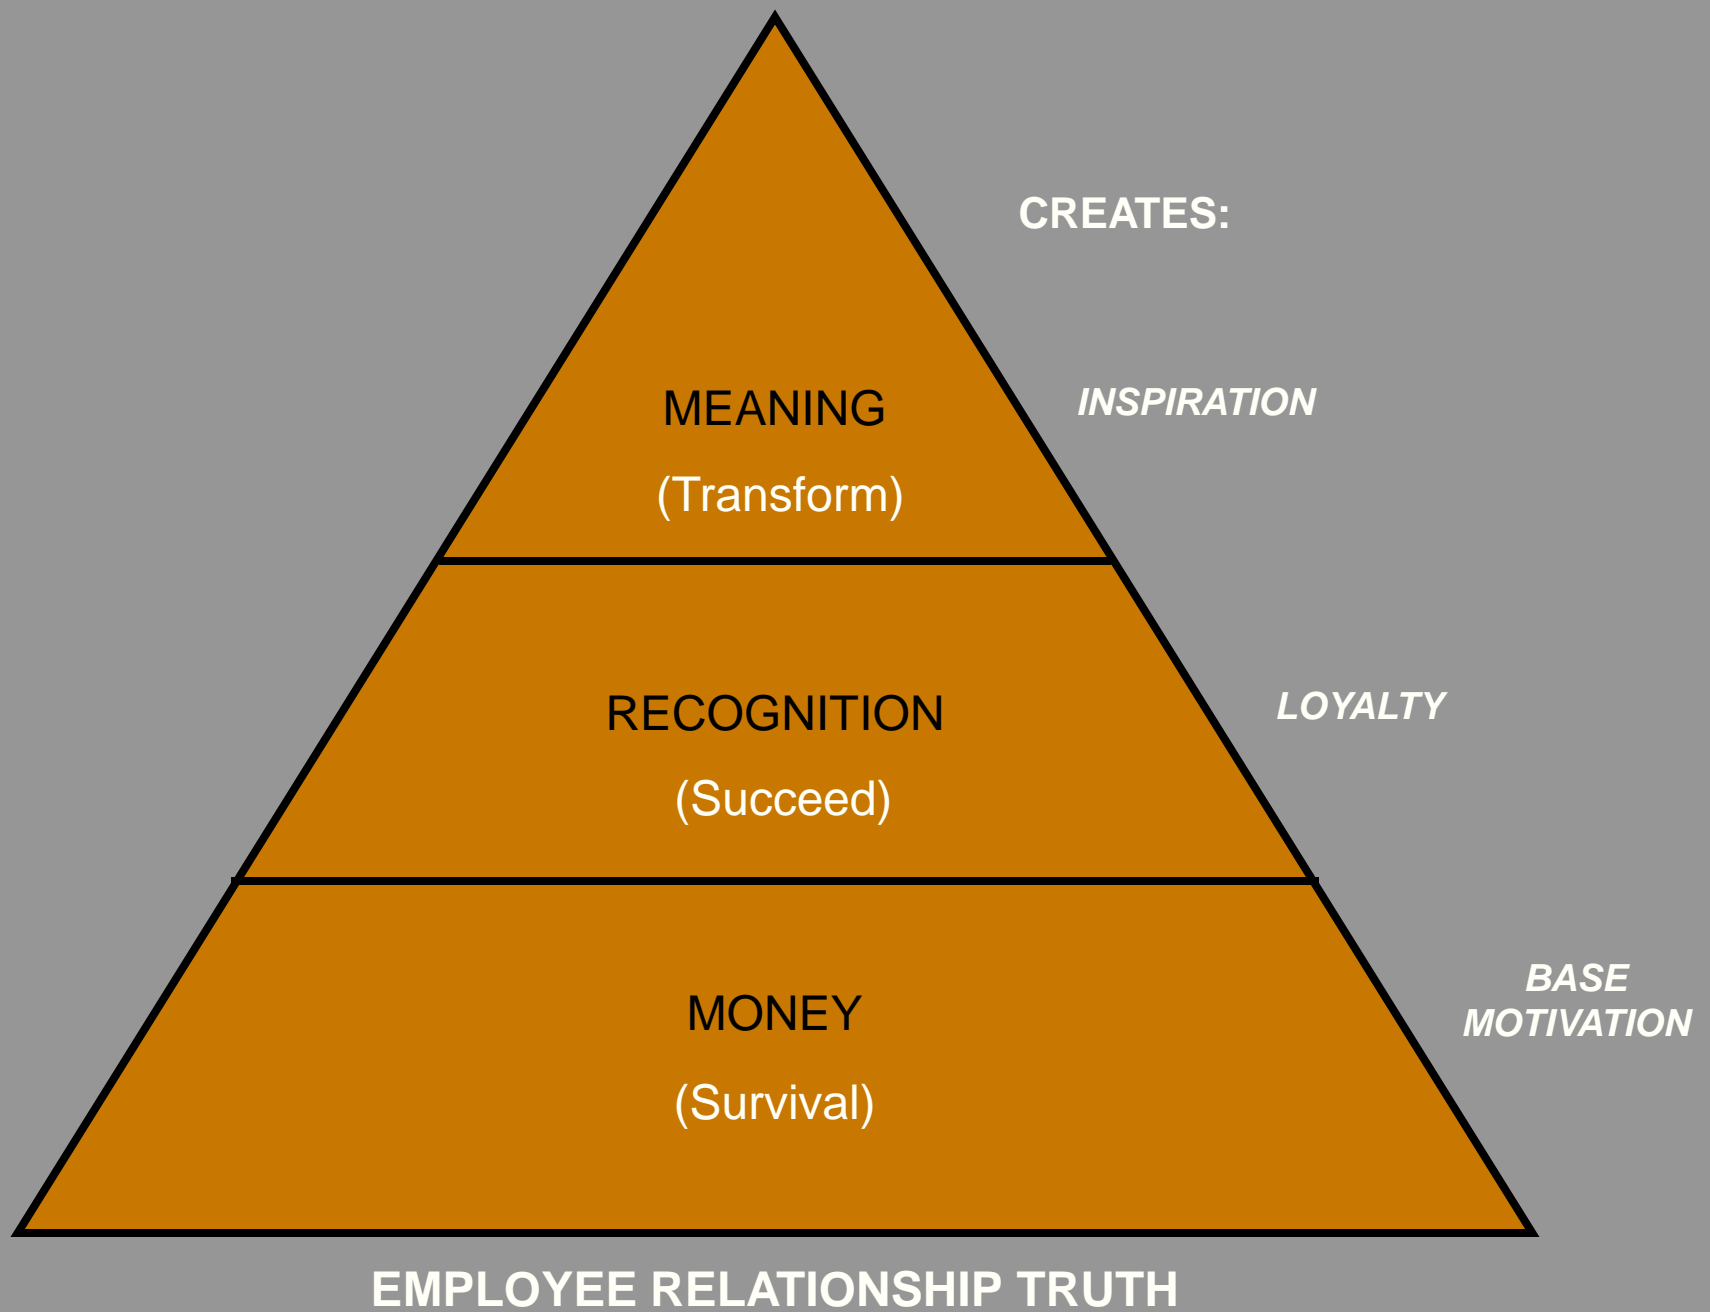 CREATES:
MEANING
INSPIRATION
(Transform)
RECOGNITION
LOYALTY
(Succeed)
MONEY
BASE
MOTIVATION
(Survival)
EMPLOYEE RELATIONSHIP TRUTH